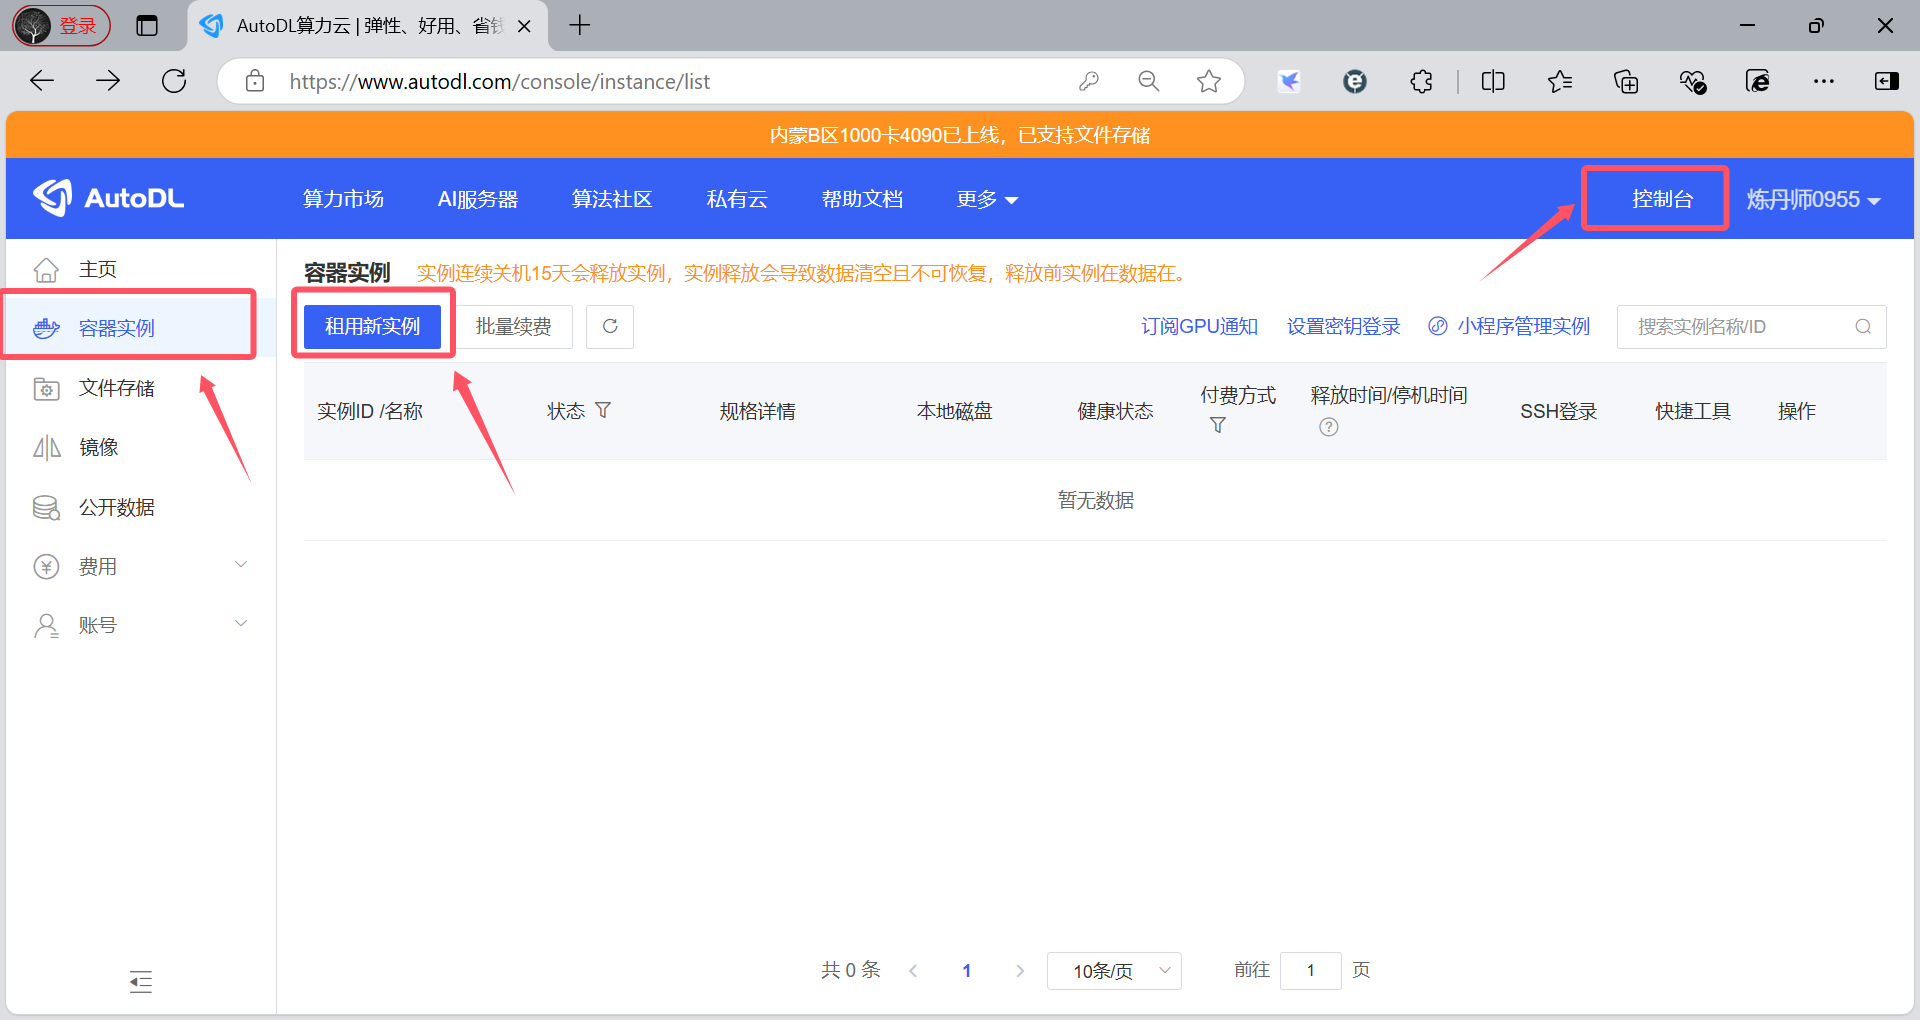 登录
AutoDL算力云 | 弹性、好用、省钱
https://www.autodl.com/console/instance/list
内蒙B区1000卡4090已上线，已支持文件存储
AutoDL
算力市场
AI服务器
算法社区
私有云
帮助文档
更多
控制台
炼丹师0955
主页
容器实例
文件存储
镜像
公开数据
费用
账号
容器实例
实例连续关机15天会释放实例，实例释放会导致数据清空且不可恢复，释放前实例在数据在。
租用新实例
批量续费
订阅GPU通知
设置密钥登录
小程序管理实例
搜索实例名称/ID
实例ID /名称
状态
规格详情
本地磁盘
健康状态
付费方式
释放时间/停机时间
SSH登录
快捷工具
操作
暂无数据
共 0 条
1
10条/页
前往
1
页